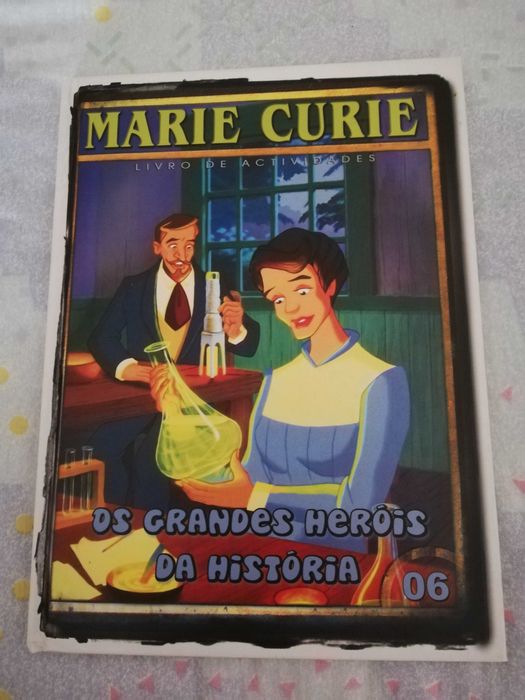 MARIE CURIE
LIVRO DE ACTIVIDADES
OS GRANDES HERÓIS
DA HISTÓRIA
06